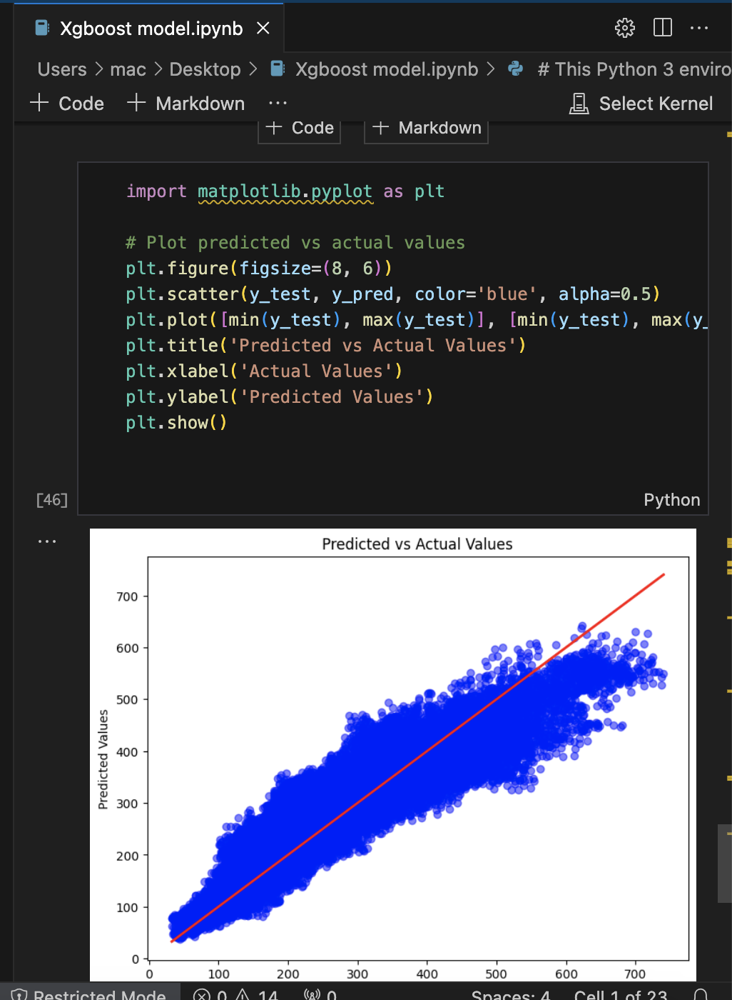 Xgboost model.ipynb
Users > mac > Desktop > Xgboost model.ipynb > # This Python 3 enviro
+ Code + Markdown ... Select Kernel
+ Code + Markdown
import matplotlib.pyplot as plt
# Plot predicted vs actual values
plt.figure(figsize=(8, 6))
plt.scatter(y_test, y_pred, color='blue', alpha=0.5)
plt.plot([min(y_test), max(y_test)], [min(y_test), max(y_
plt.title('Predicted vs Actual Values')
plt.xlabel('Actual Values')
plt.ylabel('Predicted Values')
plt.show()
[46] Python
Predicted vs Actual Values
Predicted Values
700
600
500
400
300
200
100
0
0 100 200 300 400 500 600 700
Restricted Mode 0 14 0 Spaces: 4 Cell 1 of 23